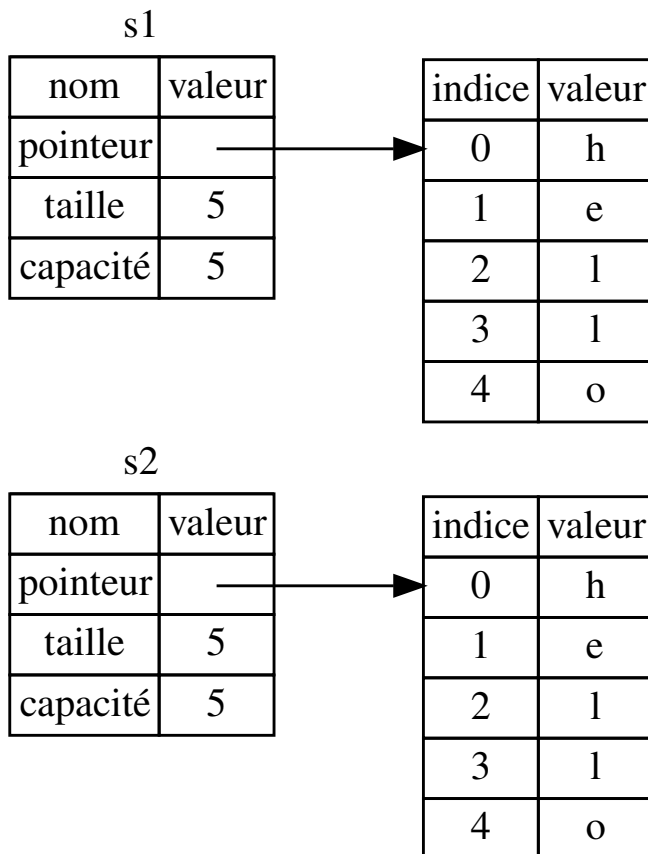 s1
nom valeur
pointeur
taille 5
capacité 5
indice valeur
0 h
1 e
2 l
3 l
4 o
s2
nom valeur
pointeur
taille 5
capacité 5
indice valeur
0 h
1 e
2 l
3 l
4 o